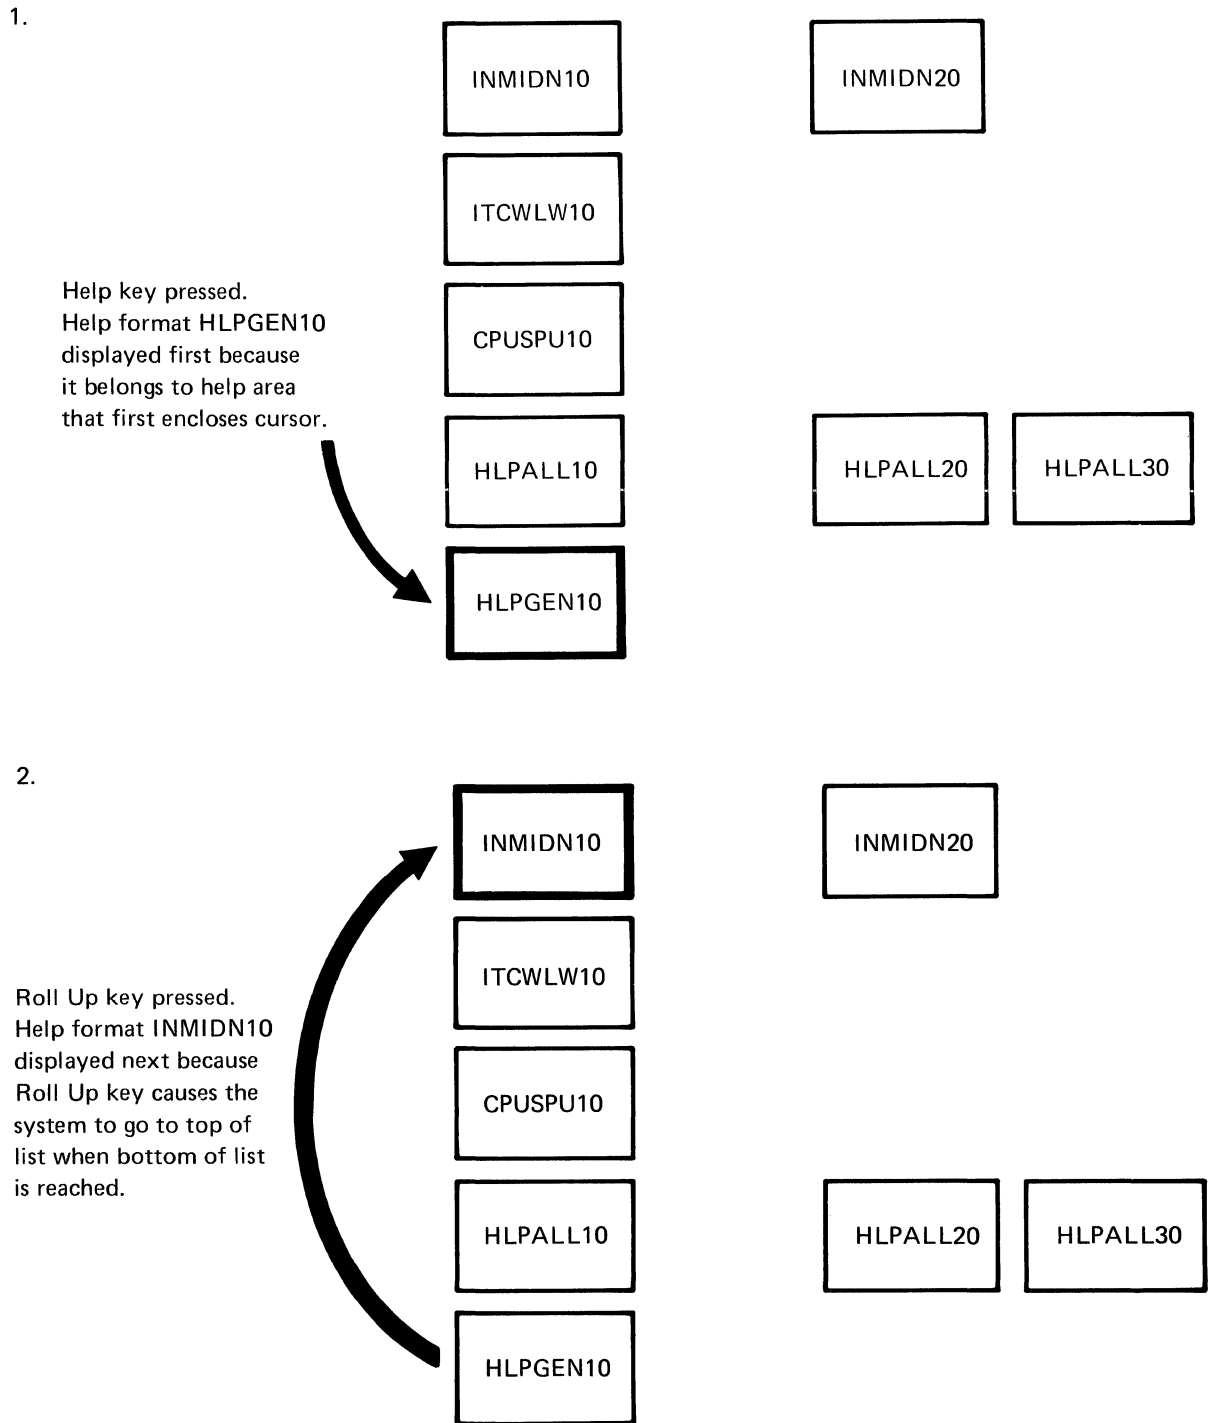 1.
INMIDN10
INMIDN20
ITCWLW10
Help key pressed.
Help format HLPGEN10
displayed first because
it belongs to help area
that first encloses cursor.
CPUSPU10
HLPALL10
HLPALL20
HLPALL30
HLPGEN10
2.
INMIDN10
INMIDN20
ITCWLW10
Roll Up key pressed.
Help format INMIDN10
displayed next because
Roll Up key causes the
system to go to top of
list when bottom of list
is reached.
CPUSPU10
HLPALL10
HLPALL20
HLPALL30
HLPGEN10